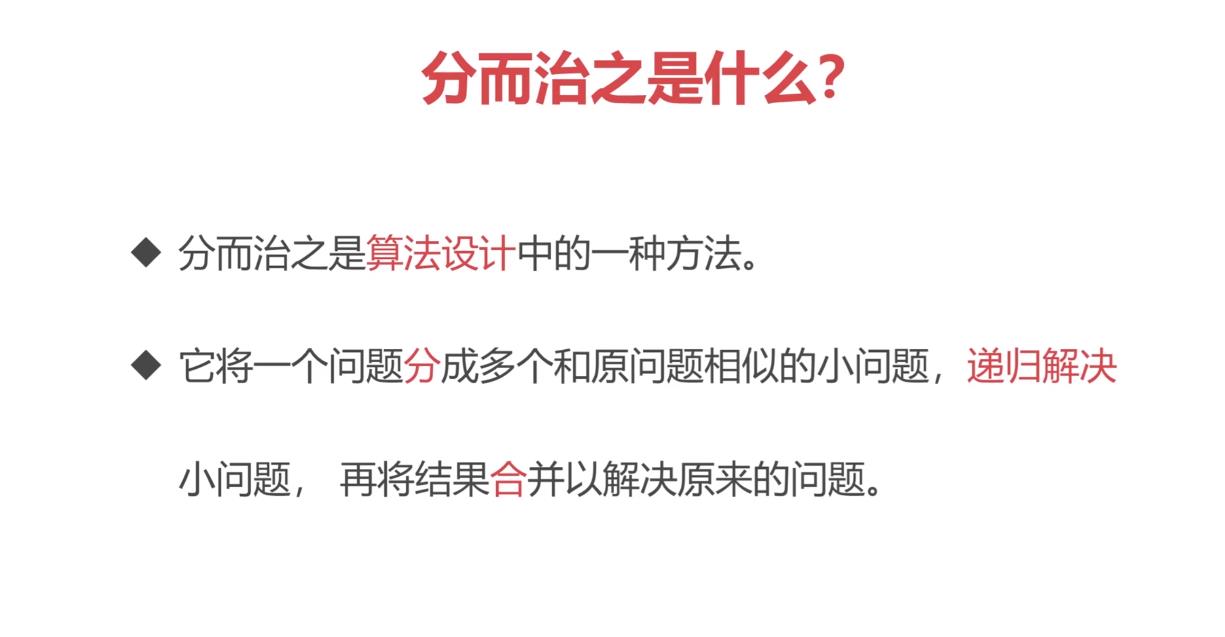 分而治之是什么?
◆ 分而治之是算法设计中的一种方法。
◆ 它将一个问题分成多个和原问题相似的小问题，递归解决
小问题， 再将结果合并以解决原来的问题。